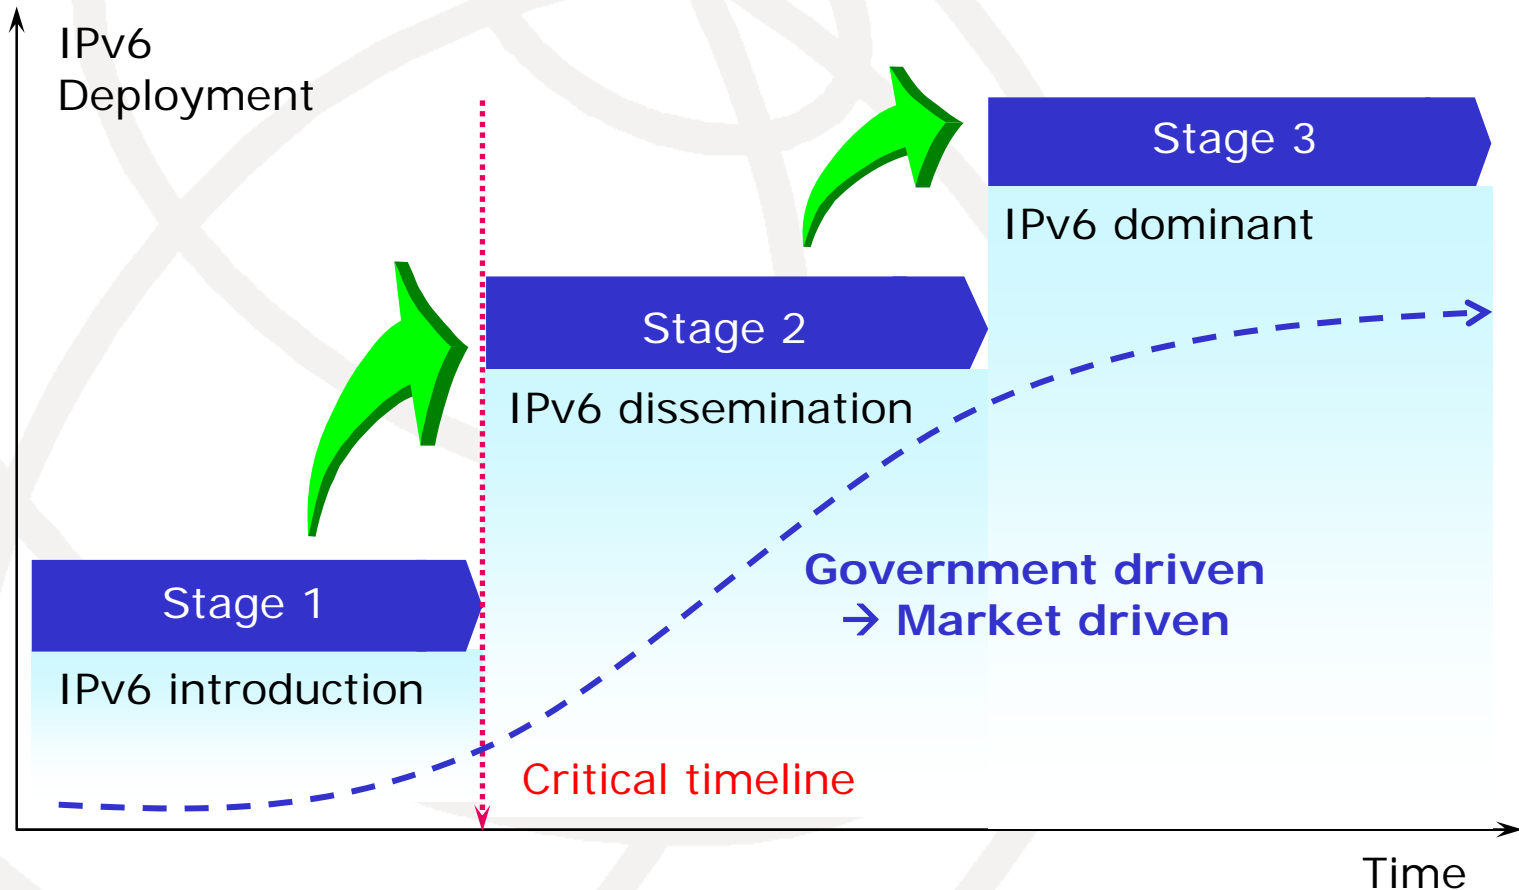 IPv6
Deployment
Stage 3
IPv6 dominant
Stage 2
IPv6 dissemination
Government driven
→ Market driven
Stage 1
IPv6 introduction
Critical timeline
Time